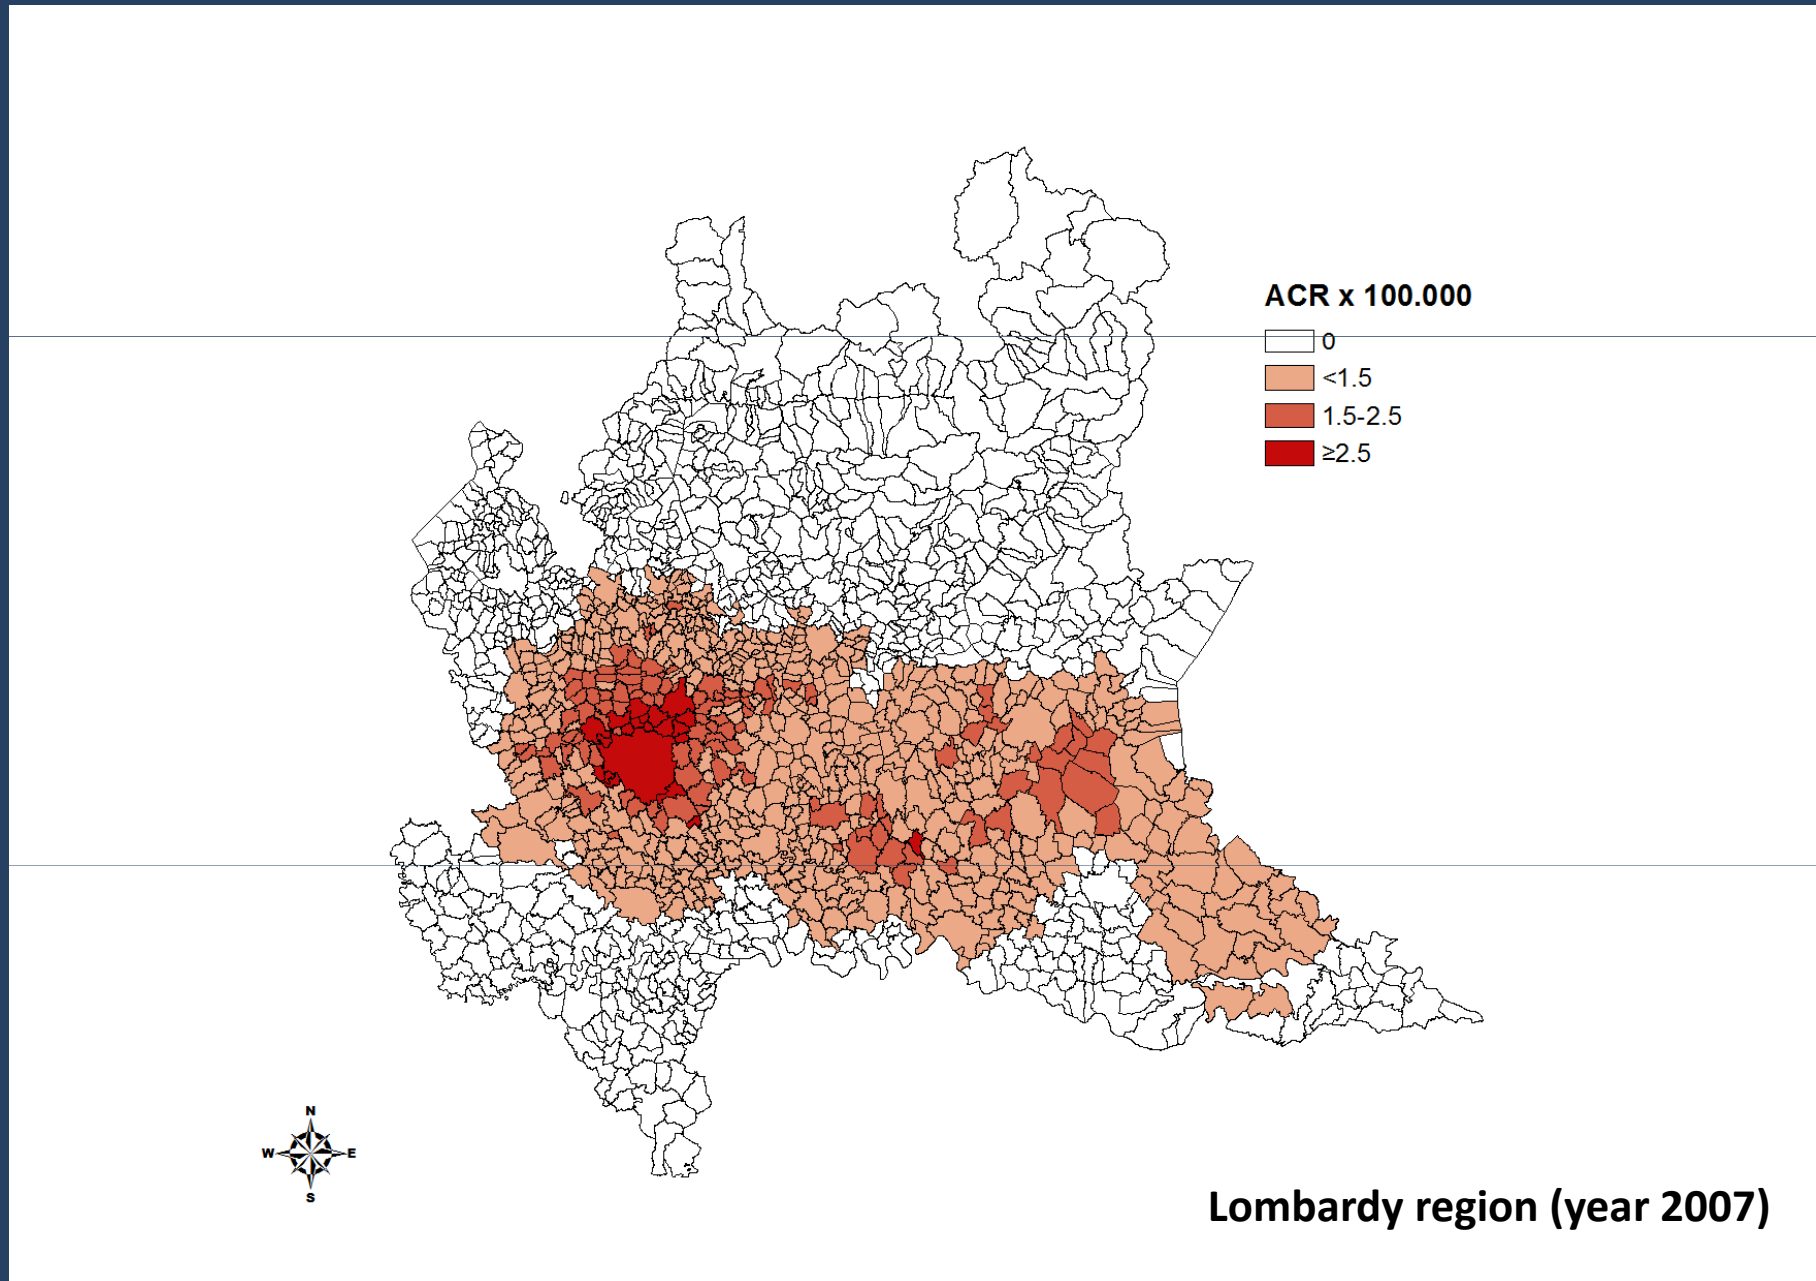 ACR x 100.000
0
<1.5
1.5-2.5
≥2.5
N
W E
S
Lombardy region (year 2007)